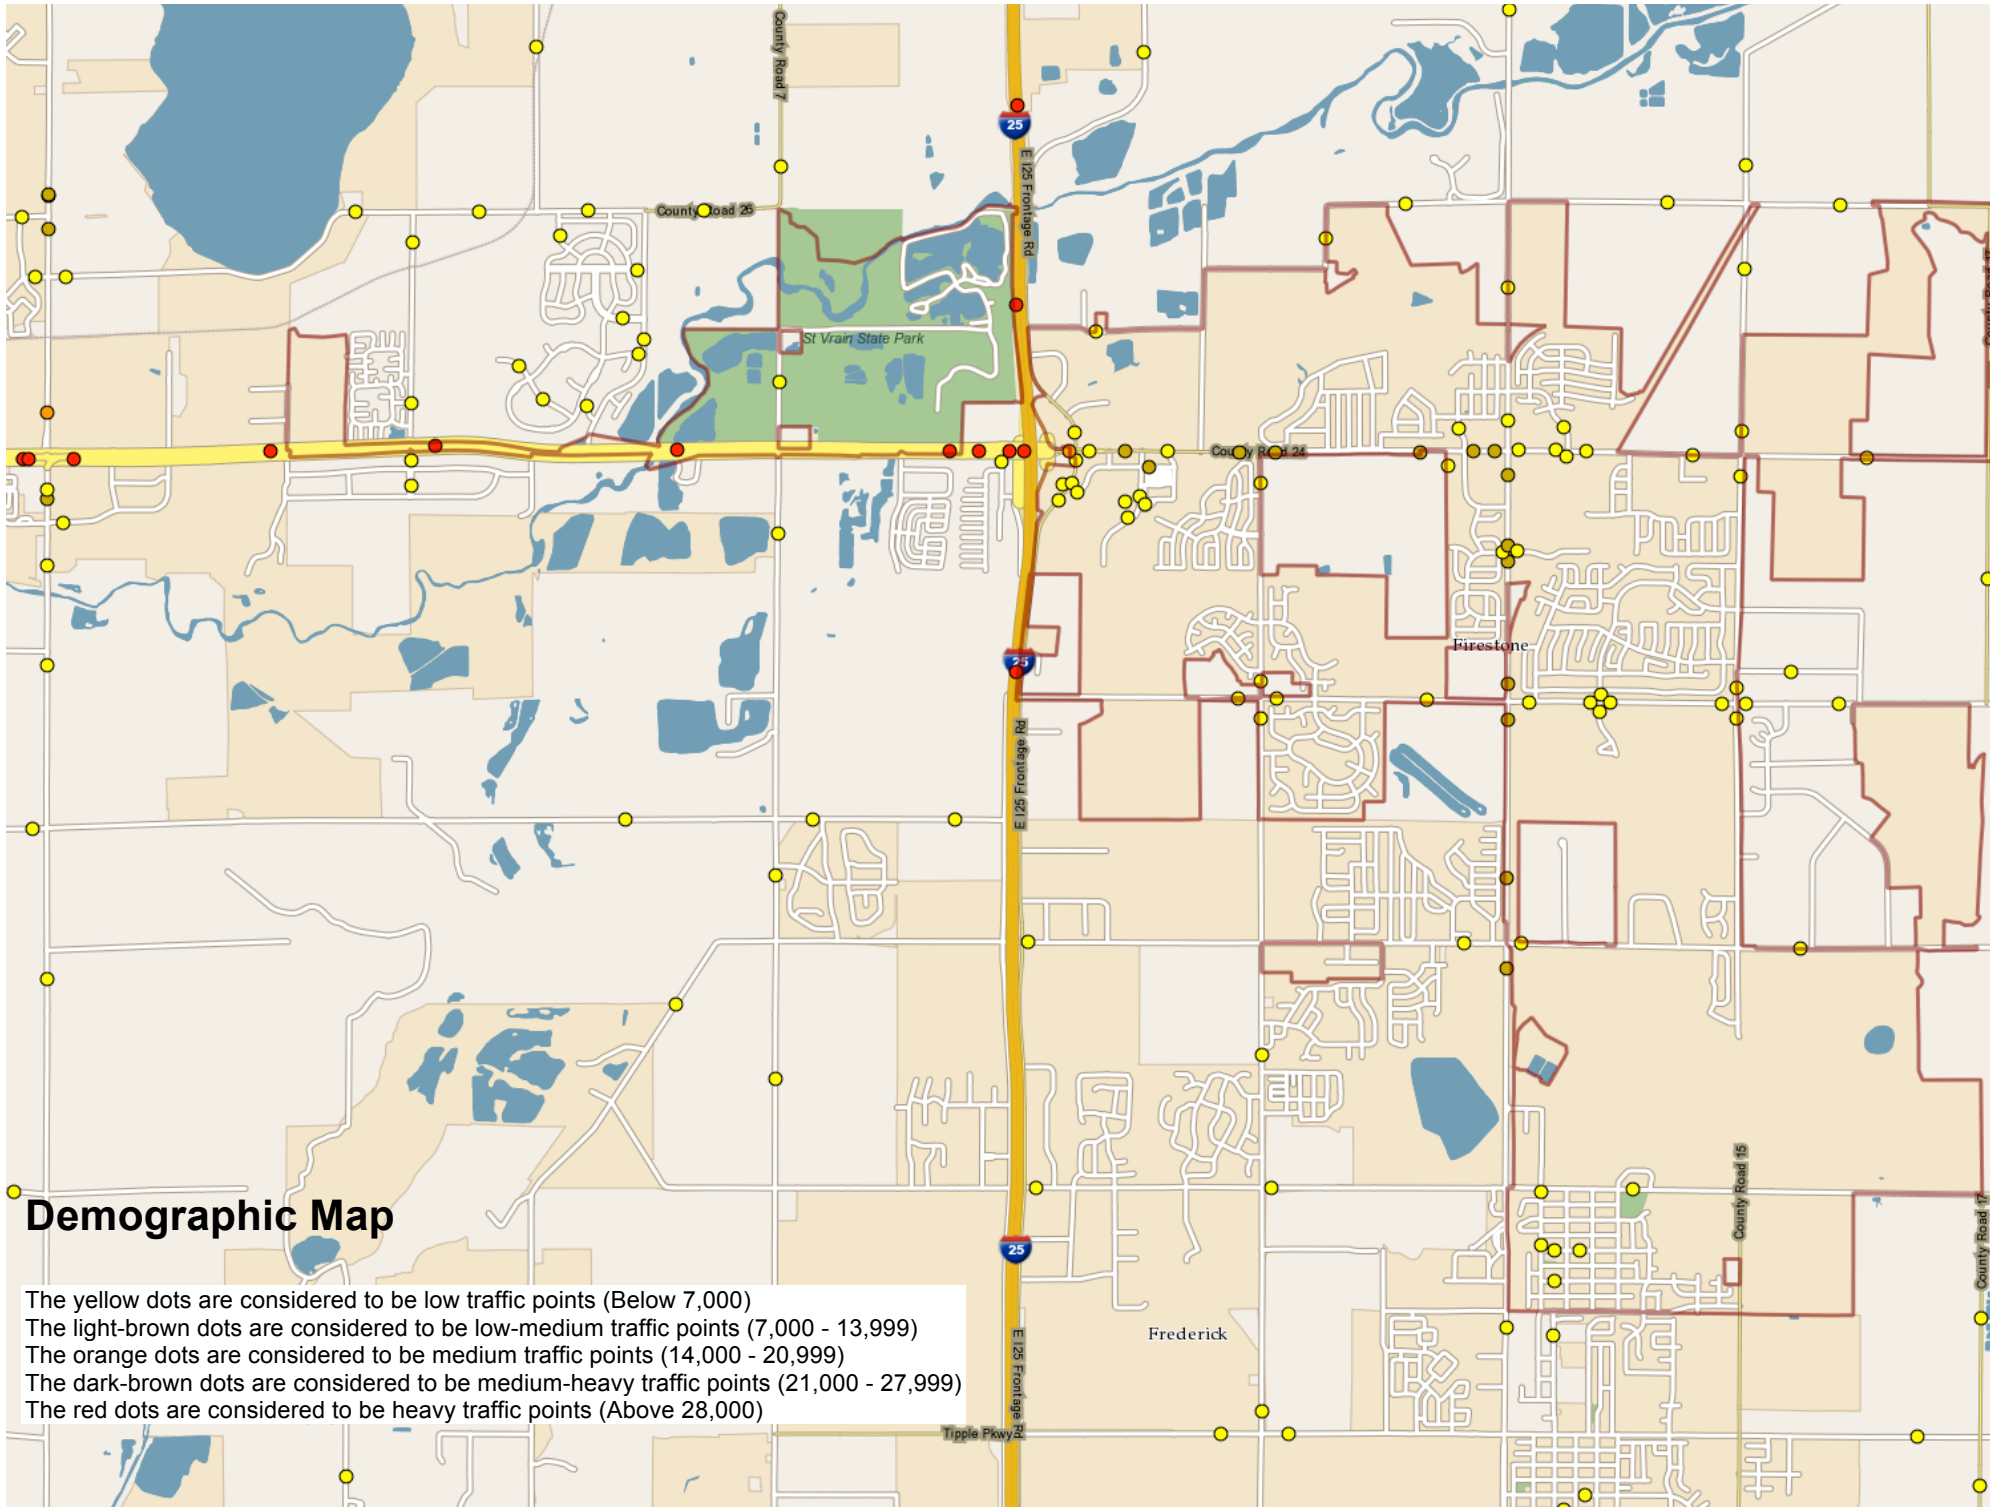 County Road 7
25
E I25 Frontage Rd
County Road 26
St Vrain State Park
County Road 24
Firestone
25
E I25 Frontage Rd
County Road 15
County Road 17
Demographic Map
25
The yellow dots are considered to be low traffic points (Below 7,000)
The light-brown dots are considered to be low-medium traffic points (7,000 - 13,999)
The orange dots are considered to be medium traffic points (14,000 - 20,999)
The dark-brown dots are considered to be medium-heavy traffic points (21,000 - 27,999)
The red dots are considered to be heavy traffic points (Above 28,000)
Frederick
E I25 Frontage Rd
Tipple Pkwy